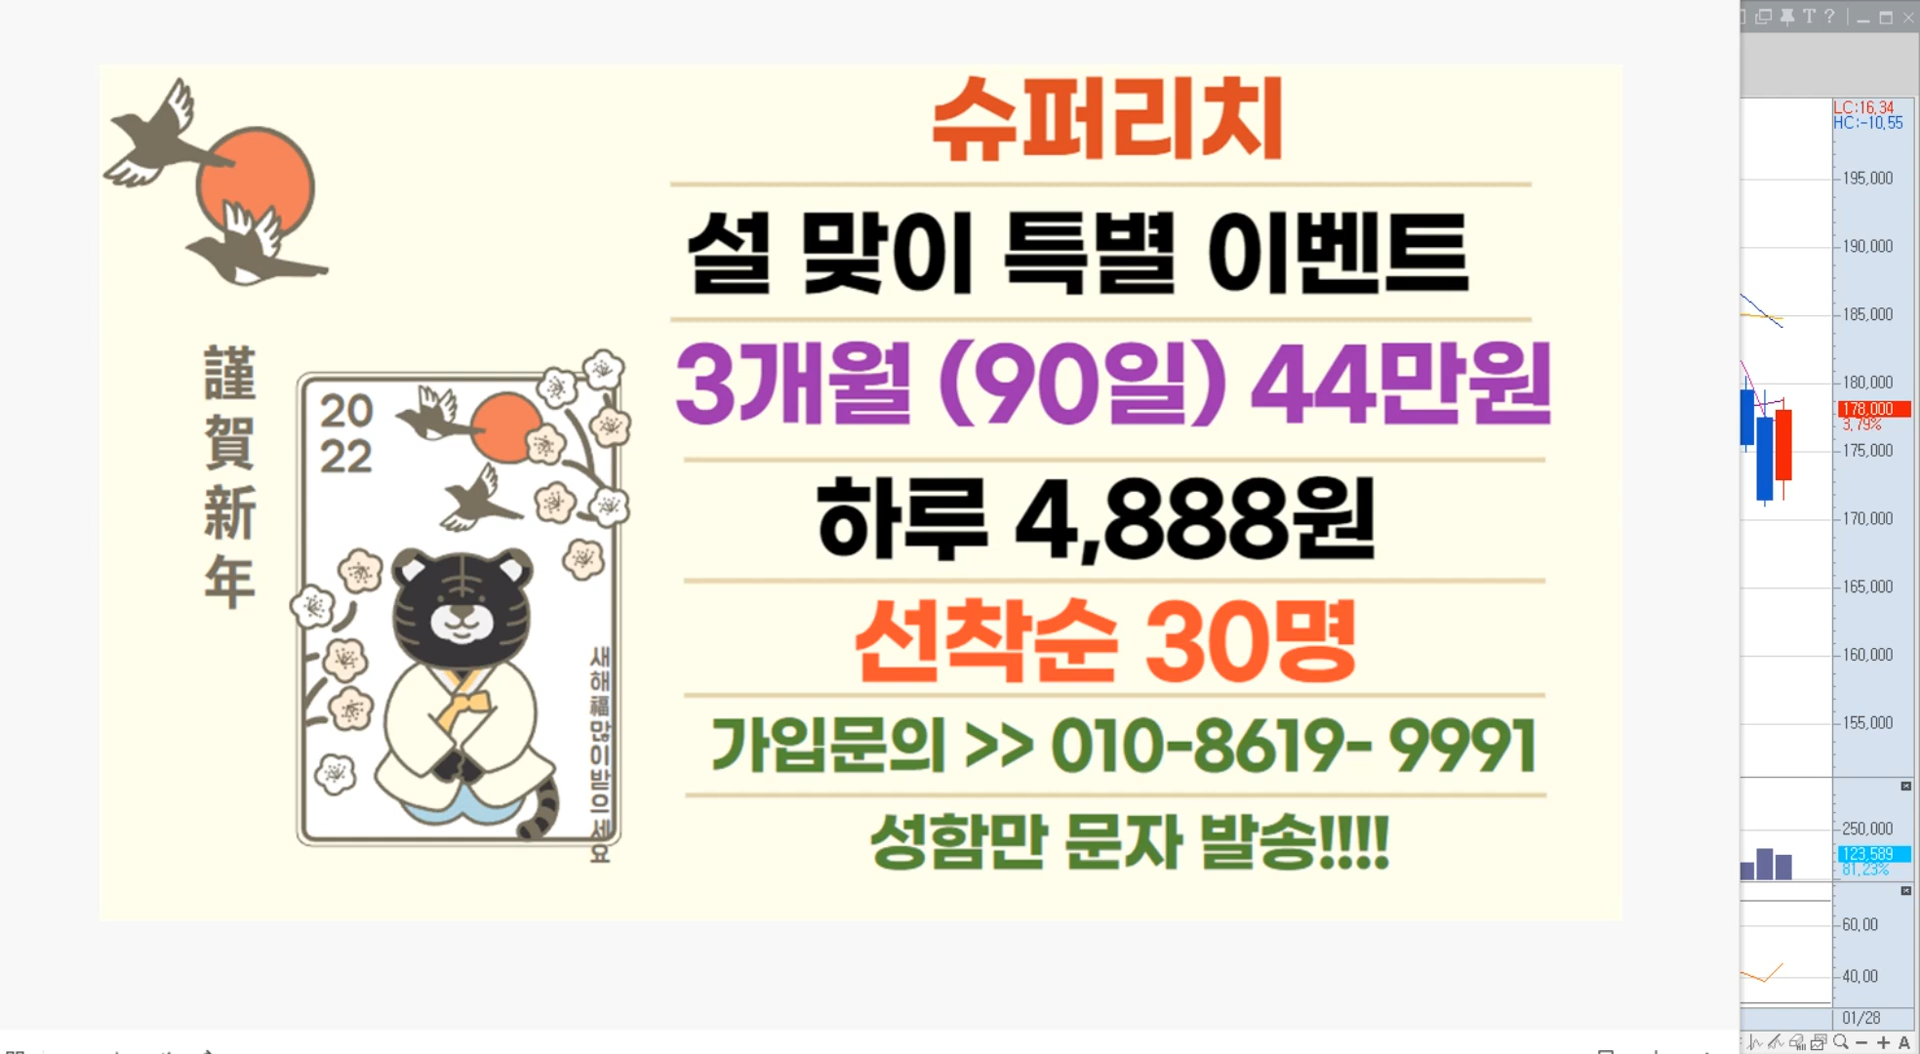 슈퍼리치
설 맞이 특별 이벤트
3개월 (90일) 44만원
하루 4,888원
선착순 30명
가입문의 >> 010-8619- 9991
성함만 문자 발송!!!!
謹賀新年
20
22
새해福많이받으세요
T ?
LC:16,34
HC:-10,55
195,000
190,000
185,000
180,000
178,000
3,79%
175,000
170,000
165,000
160,000
155,000
250,000
123,589
81,23%
60,00
40,00
01/28
A